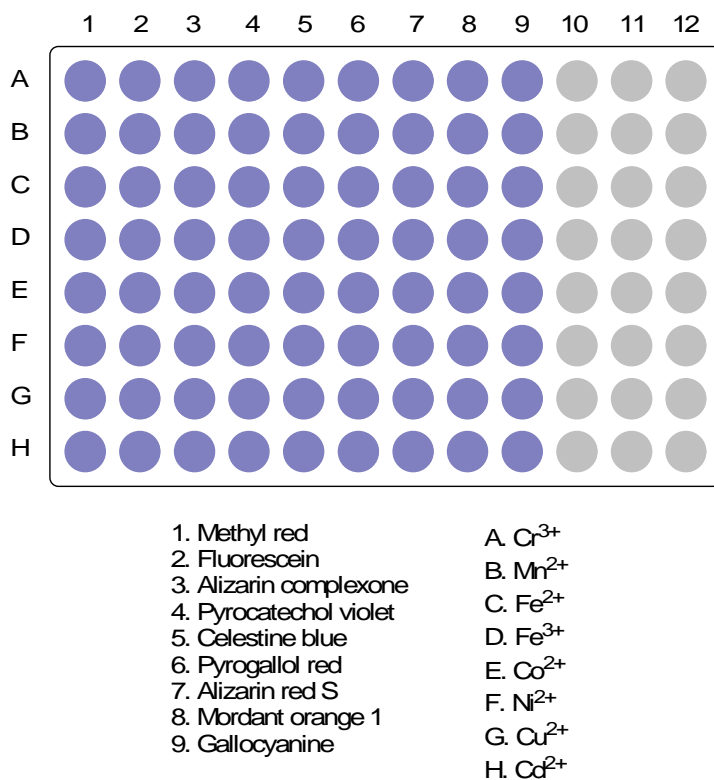 1 2 3 4 5 6 7 8 9 10 11 12
A
B
C
D
E
F
G
H
1. Methyl red
2. Fluorescein
3. Alizarin complexone
4. Pyrocatechol violet
5. Celestine blue
6. Pyrogallol red
7. Alizarin red S
8. Mordant orange 1
9. Gallocyanine
A. Cr³⁺
B. Mn²⁺
C. Fe²⁺
D. Fe³⁺
E. Co²⁺
F. Ni²⁺
G. Cu²⁺
H. Cd²⁺